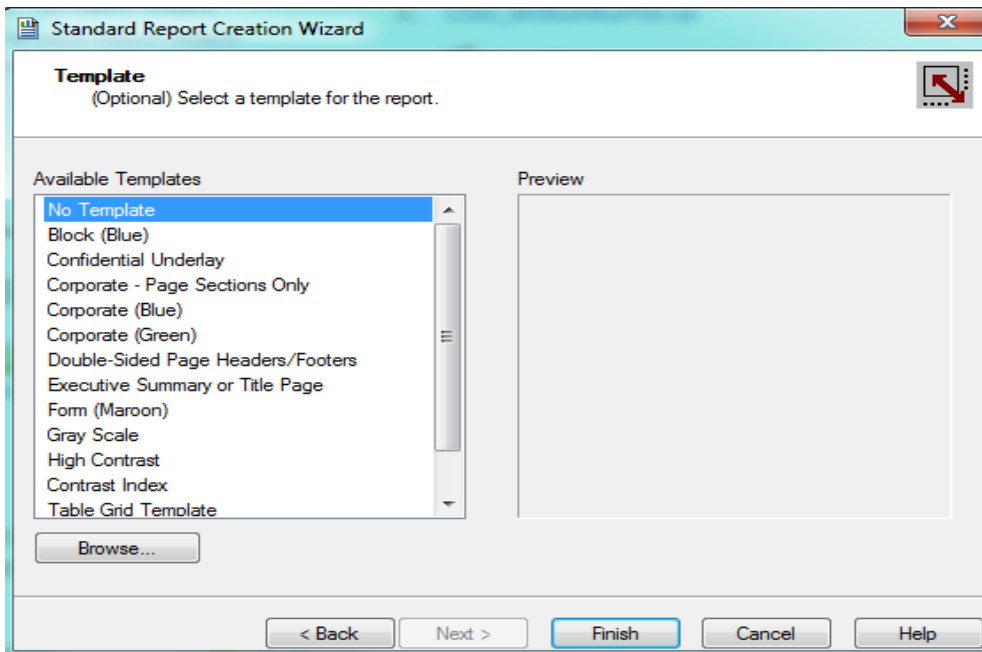 Standard Report Creation Wizard
Template
(Optional) Select a template for the report.
Available Templates
Preview
No Template
Block (Blue)
Confidential Underlay
Corporate - Page Sections Only
Corporate (Blue)
Corporate (Green)
Double-Sided Page Headers/Footers
Executive Summary or Title Page
Form (Maroon)
Gray Scale
High Contrast
Contrast Index
Table Grid Template
Browse...
< Back
Next >
Finish
Cancel
Help